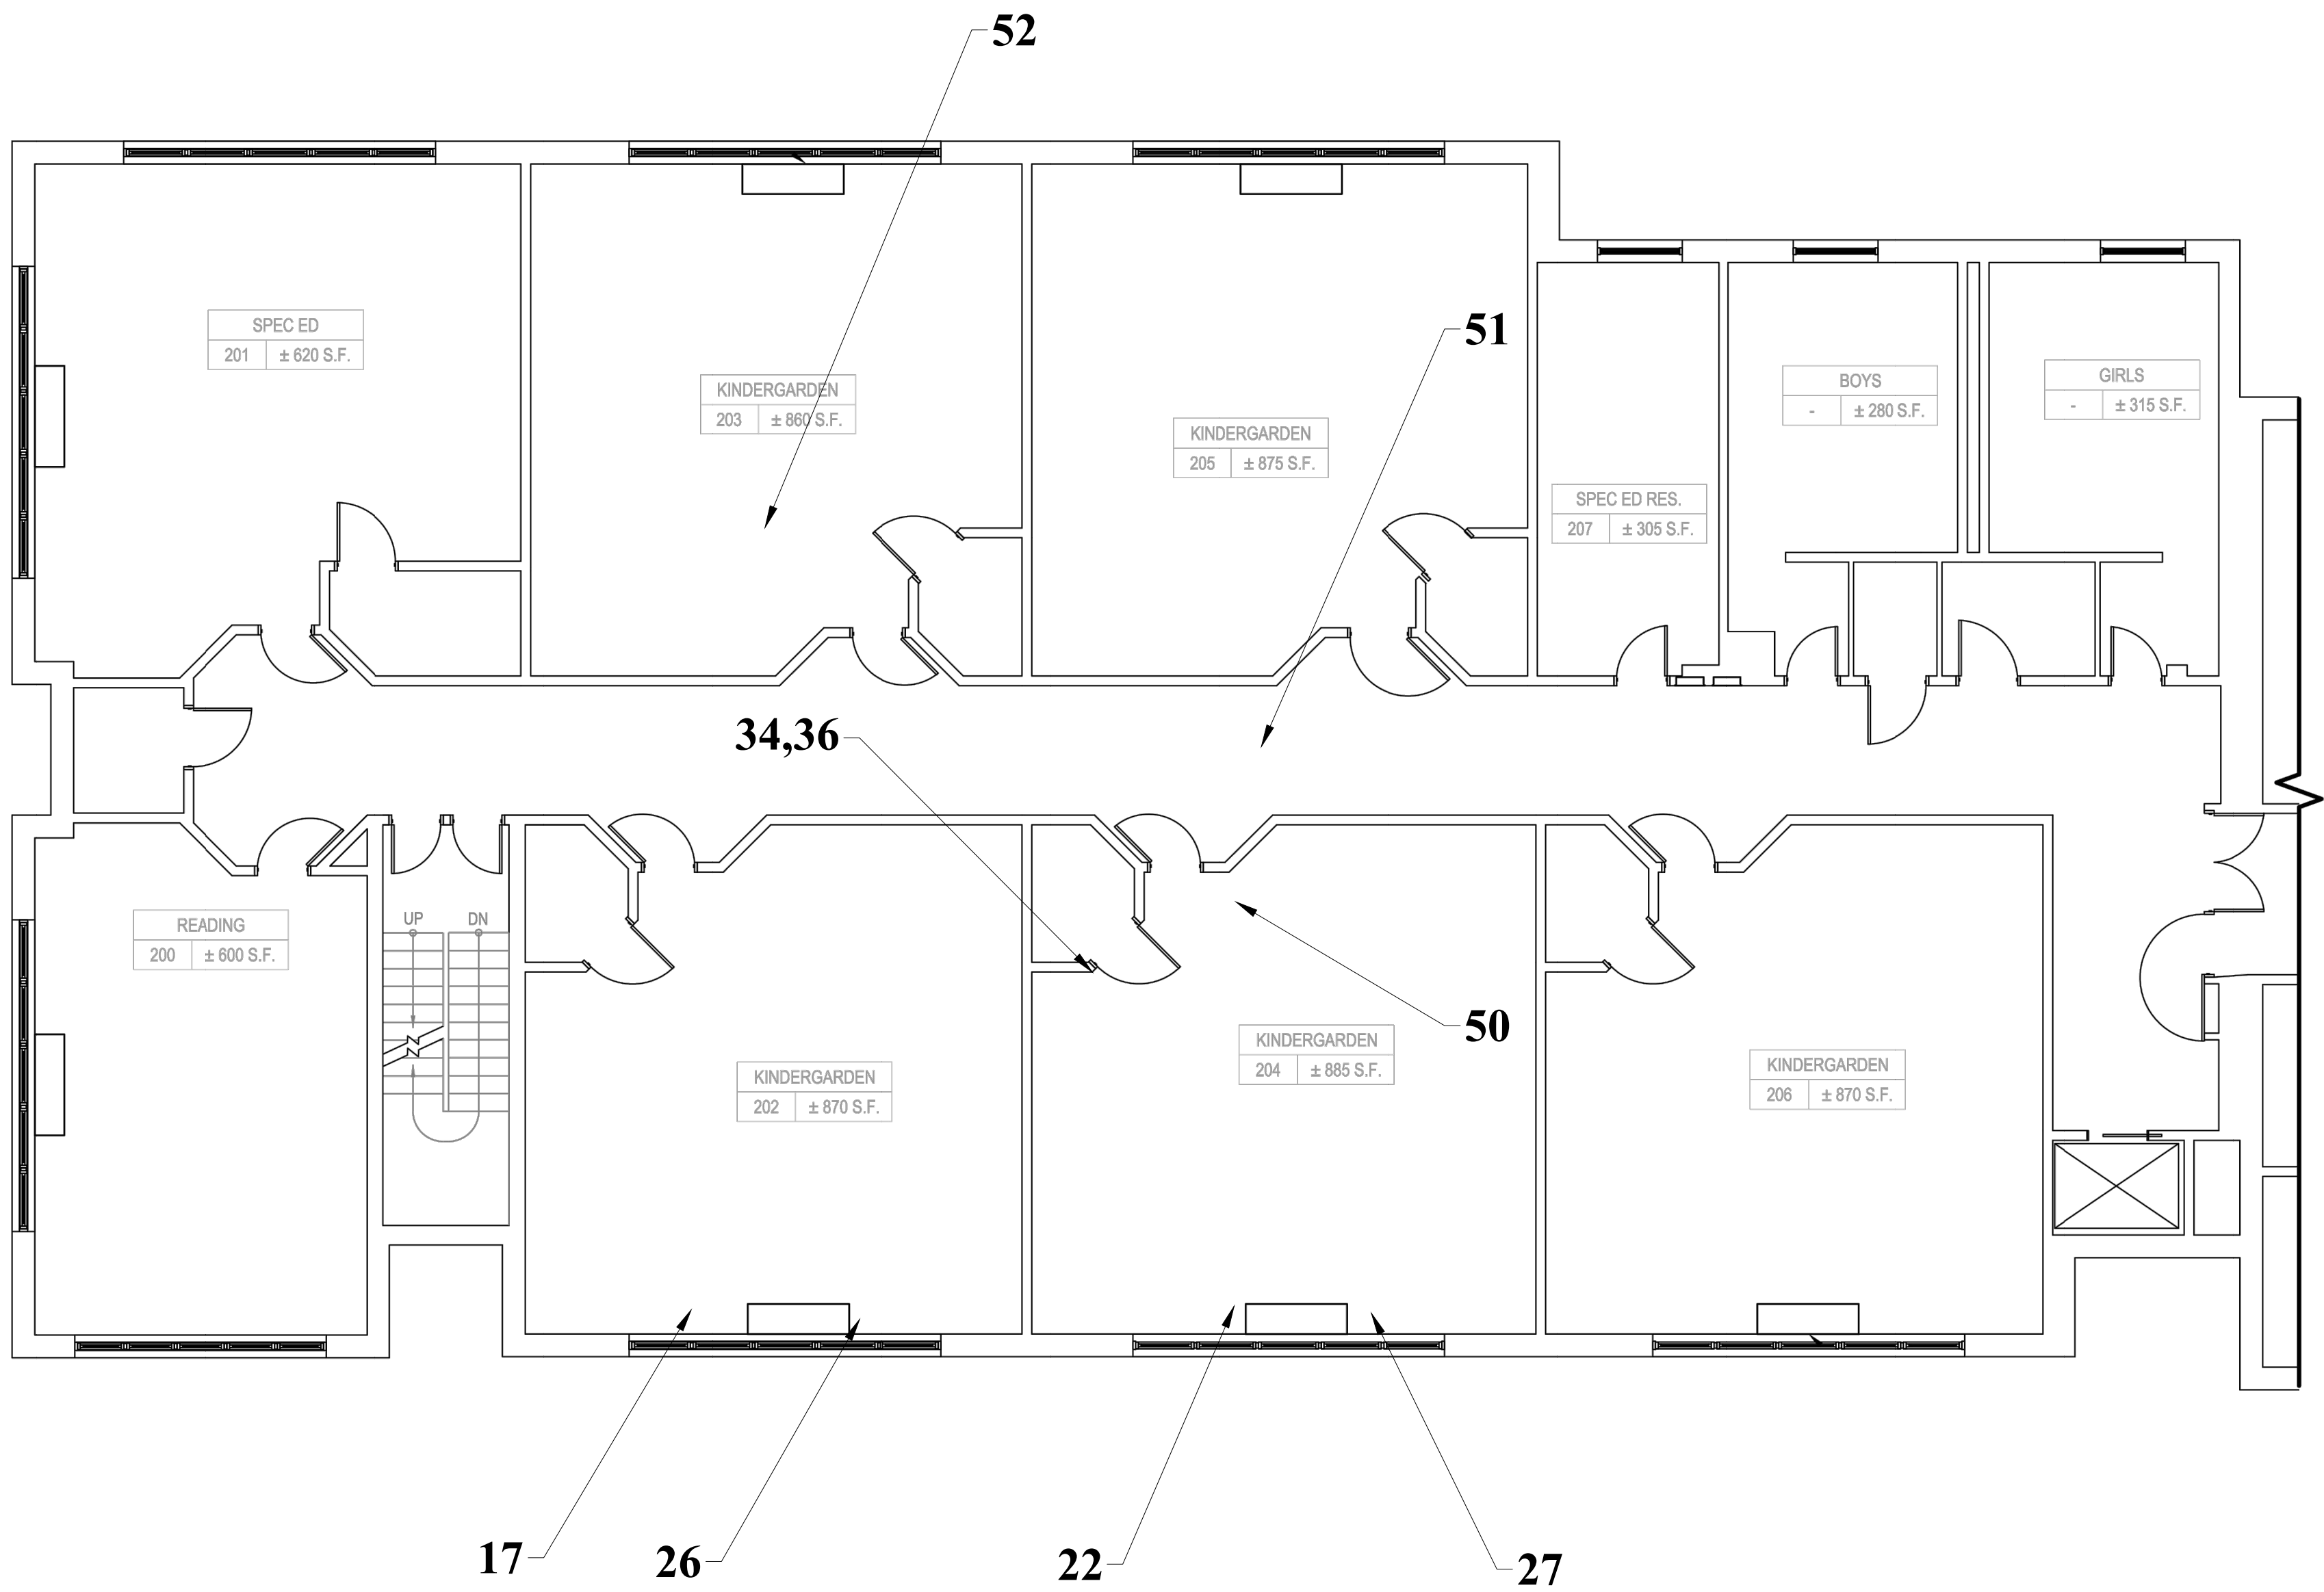 52
51
SPEC ED
201 ± 620 S.F.
KINDERGARDEN
203 ± 860 S.F.
KINDERGARDEN
205 ± 875 S.F.
SPEC ED RES.
207 ± 305 S.F.
BOYS
- ± 280 S.F.
GIRLS
- ± 315 S.F.
34,36
READING
200 ± 600 S.F.
UP DN
50
KINDERGARDEN
202 ± 870 S.F.
KINDERGARDEN
204 ± 885 S.F.
KINDERGARDEN
206 ± 870 S.F.
17
26
22
27